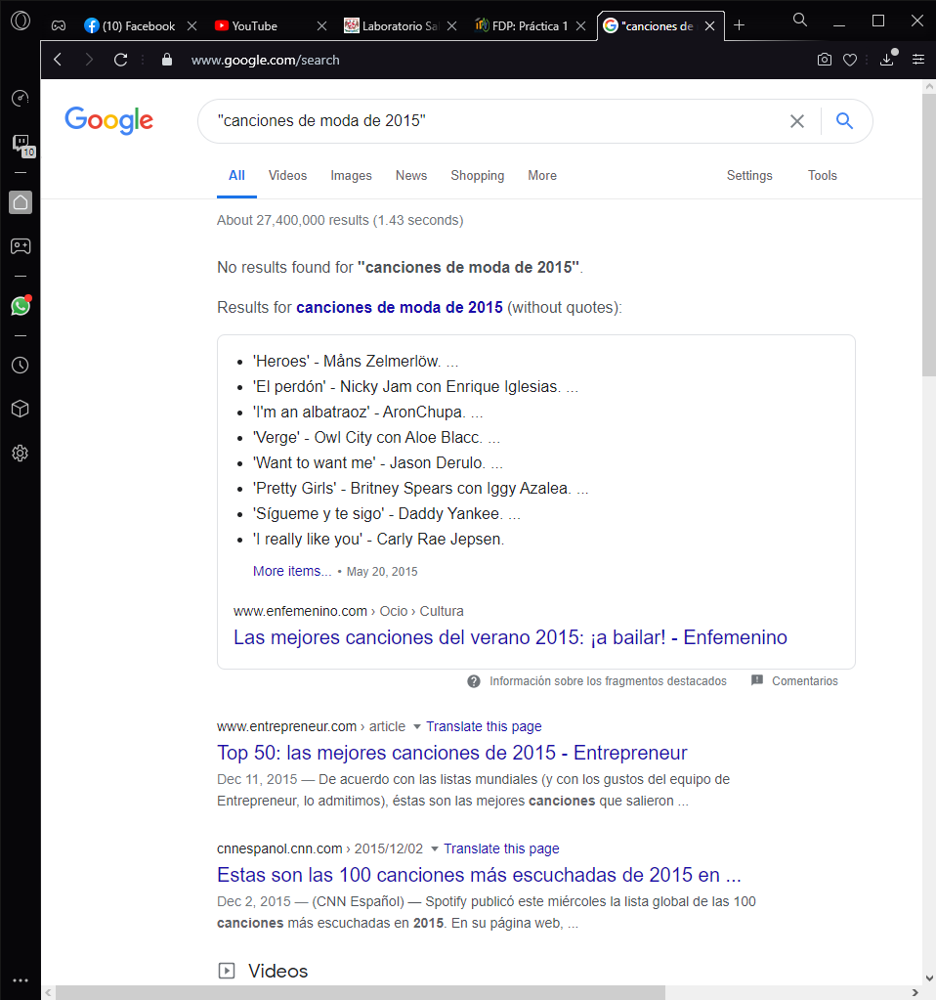 (10) Facebook
YouTube
Laboratorio Sal
FDP: Práctica 1
"canciones de
www.google.com/search
10
Google
"canciones de moda de 2015"
All Videos Images News Shopping More Settings Tools
About 27,400,000 results (1.43 seconds)
No results found for "canciones de moda de 2015".
Results for canciones de moda de 2015 (without quotes):
'Heroes' - Måns Zelmerlöw. ...
'El perdón' - Nicky Jam con Enrique Iglesias. ...
'I'm an albatraoz' - AronChupa. ...
'Verge' - Owl City con Aloe Blacc. ...
'Want to want me' - Jason Derulo. ...
'Pretty Girls' - Britney Spears con Iggy Azalea. ...
'Sígueme y te sigo' - Daddy Yankee. ...
'I really like you' - Carly Rae Jepsen.
More items... • May 20, 2015
www.enfemenino.com › Ocio › Cultura
Las mejores canciones del verano 2015: ¡a bailar! - Enfemenino
Información sobre los fragmentos destacados Comentarios
www.entrepreneur.com › article Translate this page
Top 50: las mejores canciones de 2015 - Entrepreneur
Dec 11, 2015 — De acuerdo con las listas mundiales (y con los gustos del equipo de
Entrepreneur, lo admitimos), éstas son las mejores canciones que salieron ...
cnnespanol.cnn.com › 2015/12/02 Translate this page
Estas son las 100 canciones más escuchadas de 2015 en ...
Dec 2, 2015 — (CNN Español) — Spotify publicó este miércoles la lista global de las 100
canciones más escuchadas en 2015. En su página web, ...
Videos